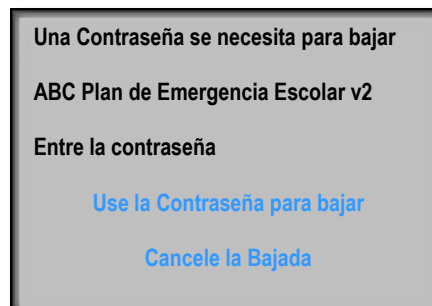 Una Contraseña se necesita para bajar
ABC Plan de Emergencia Escolar v2
Entre la contraseña
Use la Contraseña para bajar
Cancele la Bajada